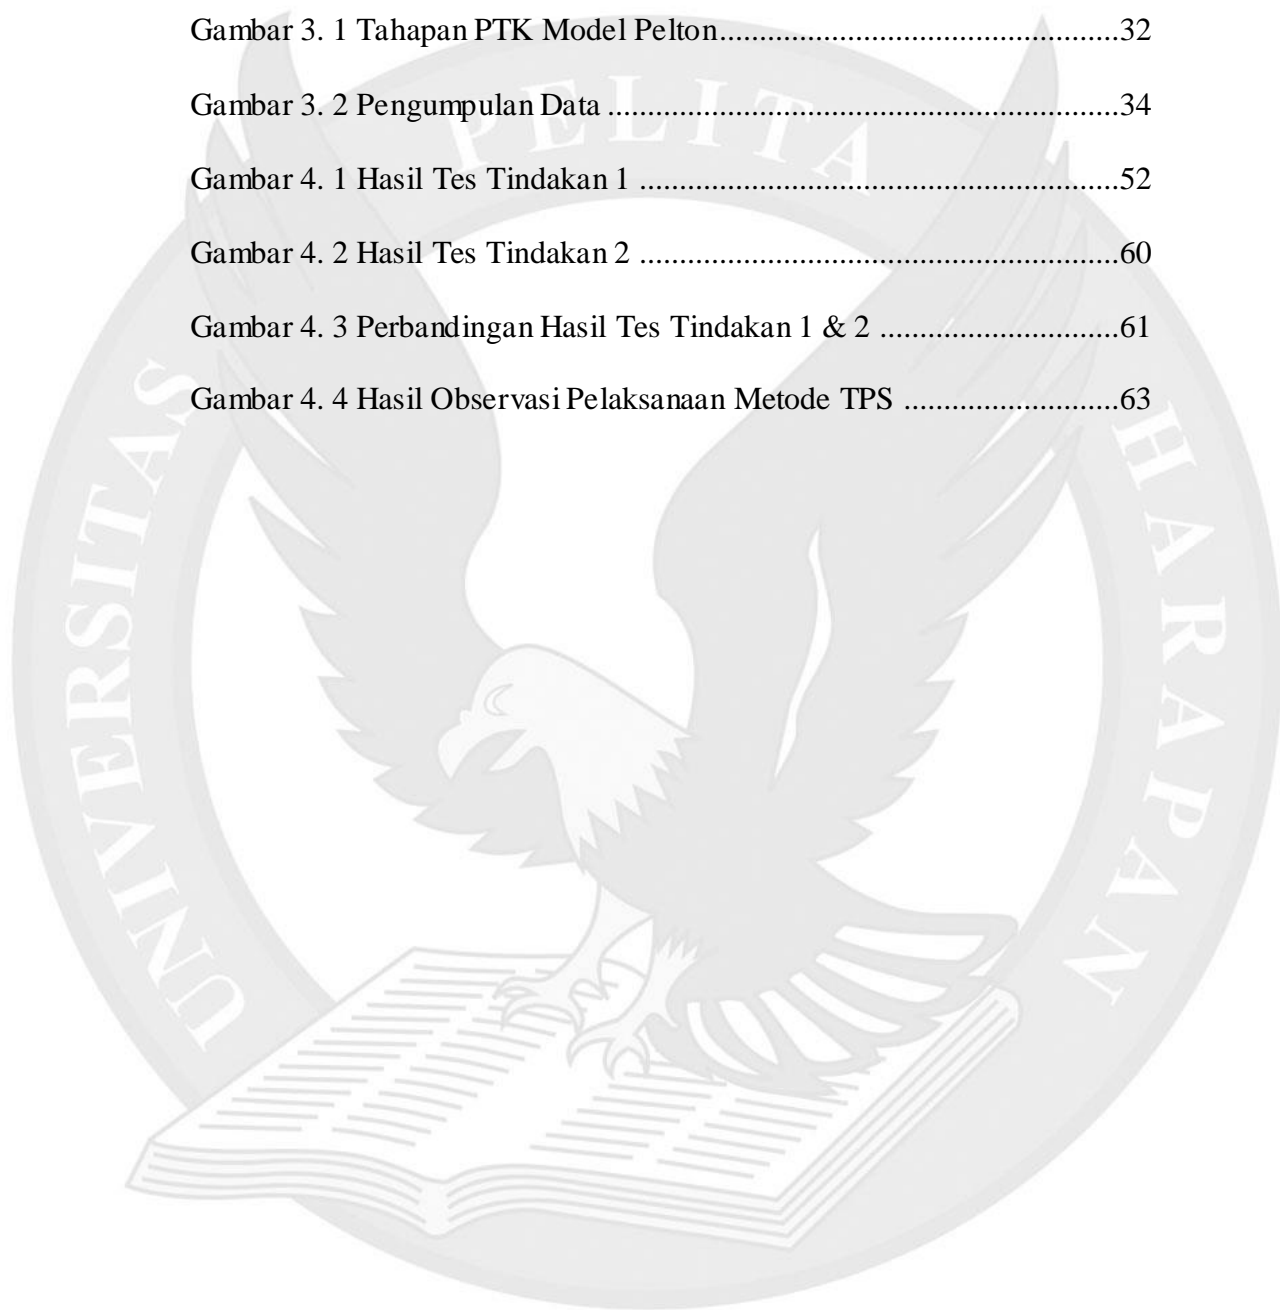 Gambar 3. 1 Tahapan PTK Model Pelton....................................................32
Gambar 3. 2 Pengumpulan Data ..................................................................34
Gambar 4. 1 Hasil Tes Tindakan 1 ..............................................................52
Gambar 4. 2 Hasil Tes Tindakan 2 ..............................................................60
Gambar 4. 3 Perbandingan Hasil Tes Tindakan 1 & 2 ...............................61
Gambar 4. 4 Hasil Observasi Pelaksanaan Metode TPS ............................63
UNIVERSITAS PELITA HARAPAN